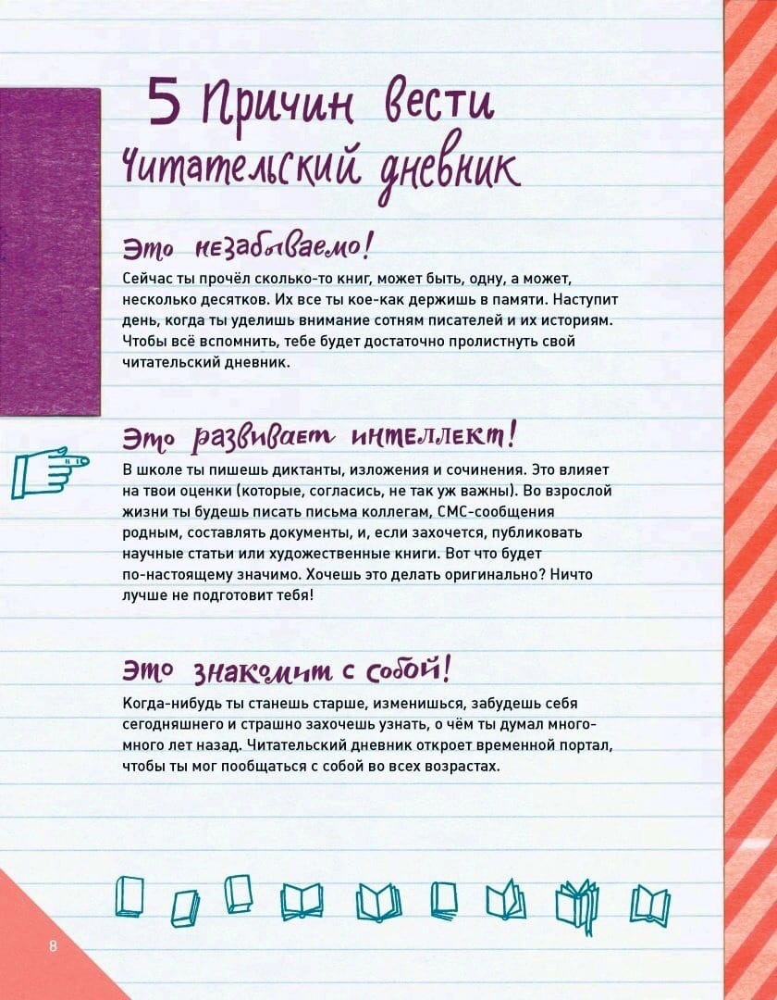 5 Причин вести
Читательский дневник
Это незабываемо!
Сейчас ты прочёл сколько-то книг, может быть, одну, а может,
несколько десятков. Их все ты кое-как держишь в памяти. Наступит
день, когда ты уделишь внимание сотням писателей и их историям.
Чтобы всё вспомнить, тебе будет достаточно пролистнуть свой
читательский дневник.
Это развивает интеллект!
В школе ты пишешь диктанты, изложения и сочинения. Это влияет
на твои оценки (которые, согласись, не так уж важны). Во взрослой
жизни ты будешь писать письма коллегам, СМС-сообщения
родным, составлять документы, и, если захочется, публиковать
научные статьи или художественные книги. Вот что будет
по-настоящему значимо. Хочешь это делать оригинально? Ничто
лучше не подготовит тебя!
Это знакомит с собой!
Когда-нибудь ты станешь старше, изменишься, забудешь себя
сегодняшнего и страшно захочешь узнать, о чём ты думал много-
много лет назад. Читательский дневник откроет временной портал,
чтобы ты мог пообщаться с собой во всех возрастах.
8